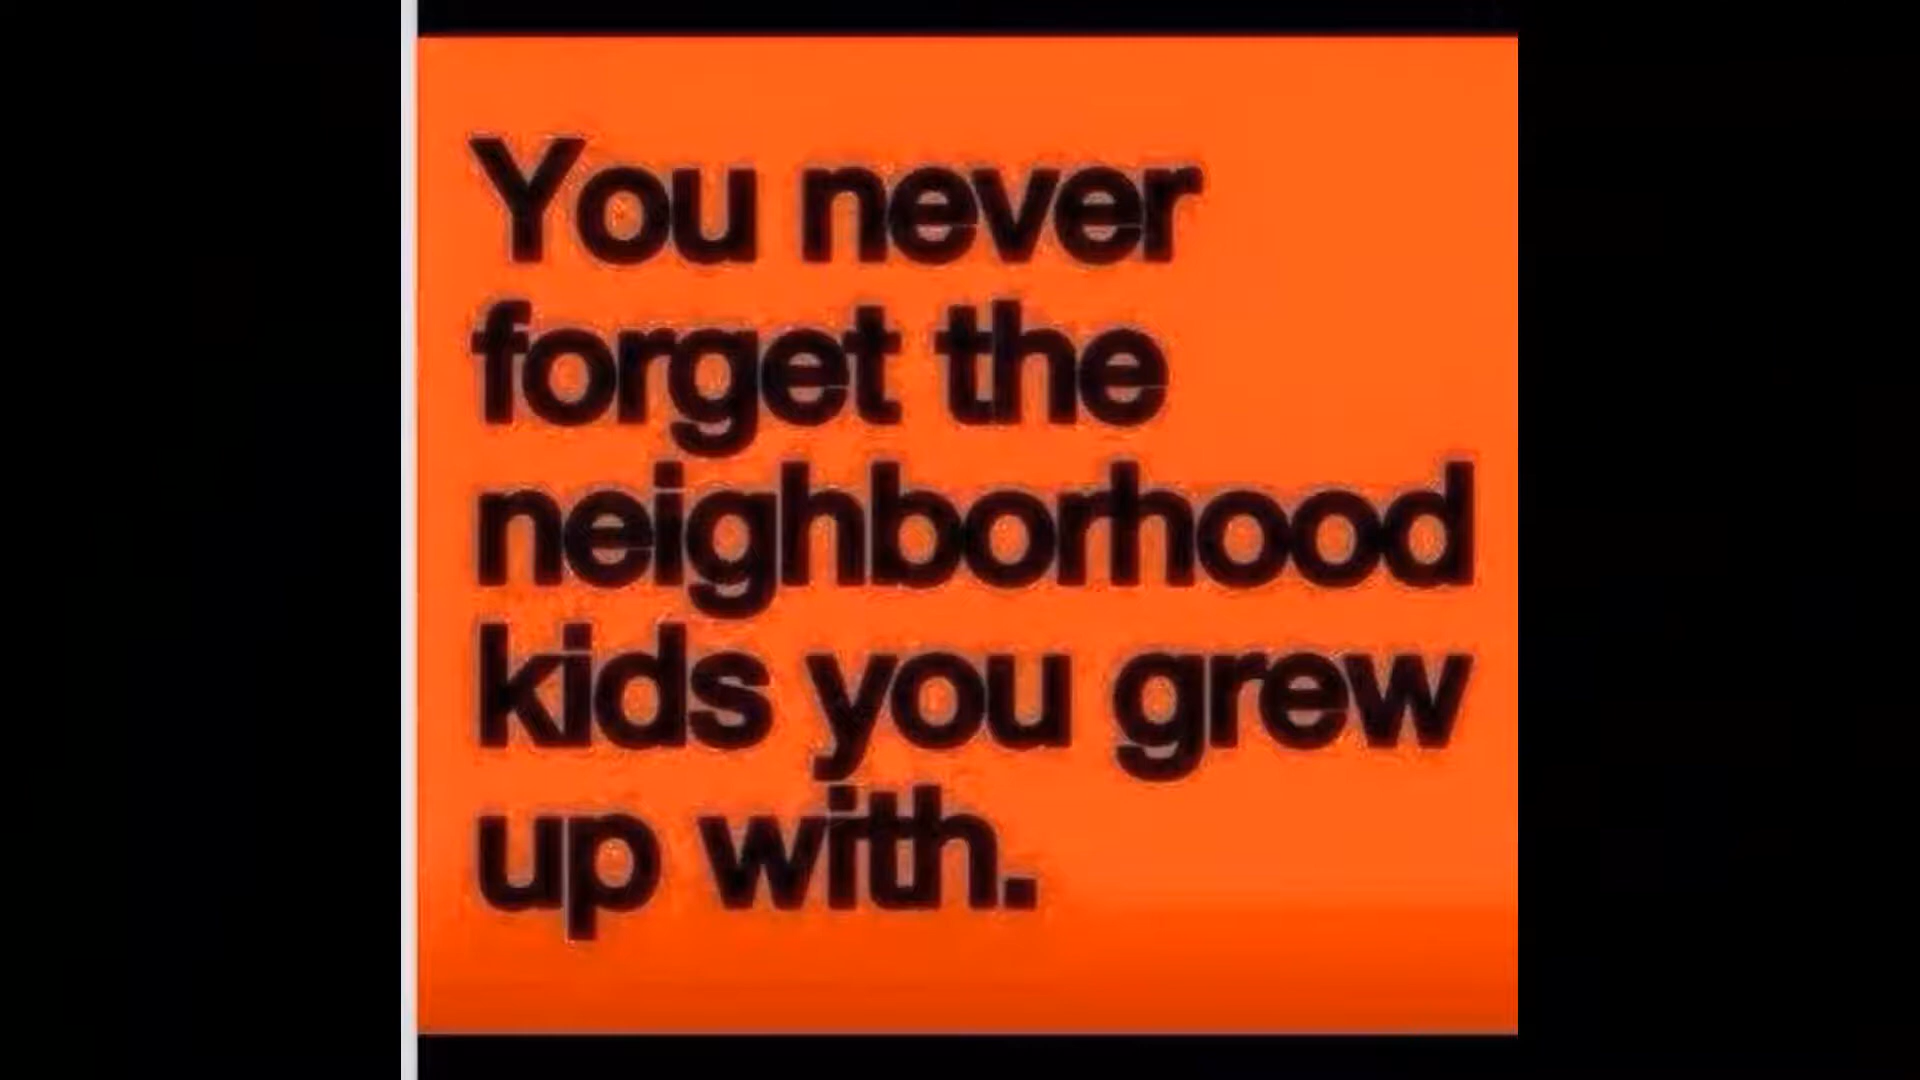 You never
forget the
neighborhood
kids you grew
up with.